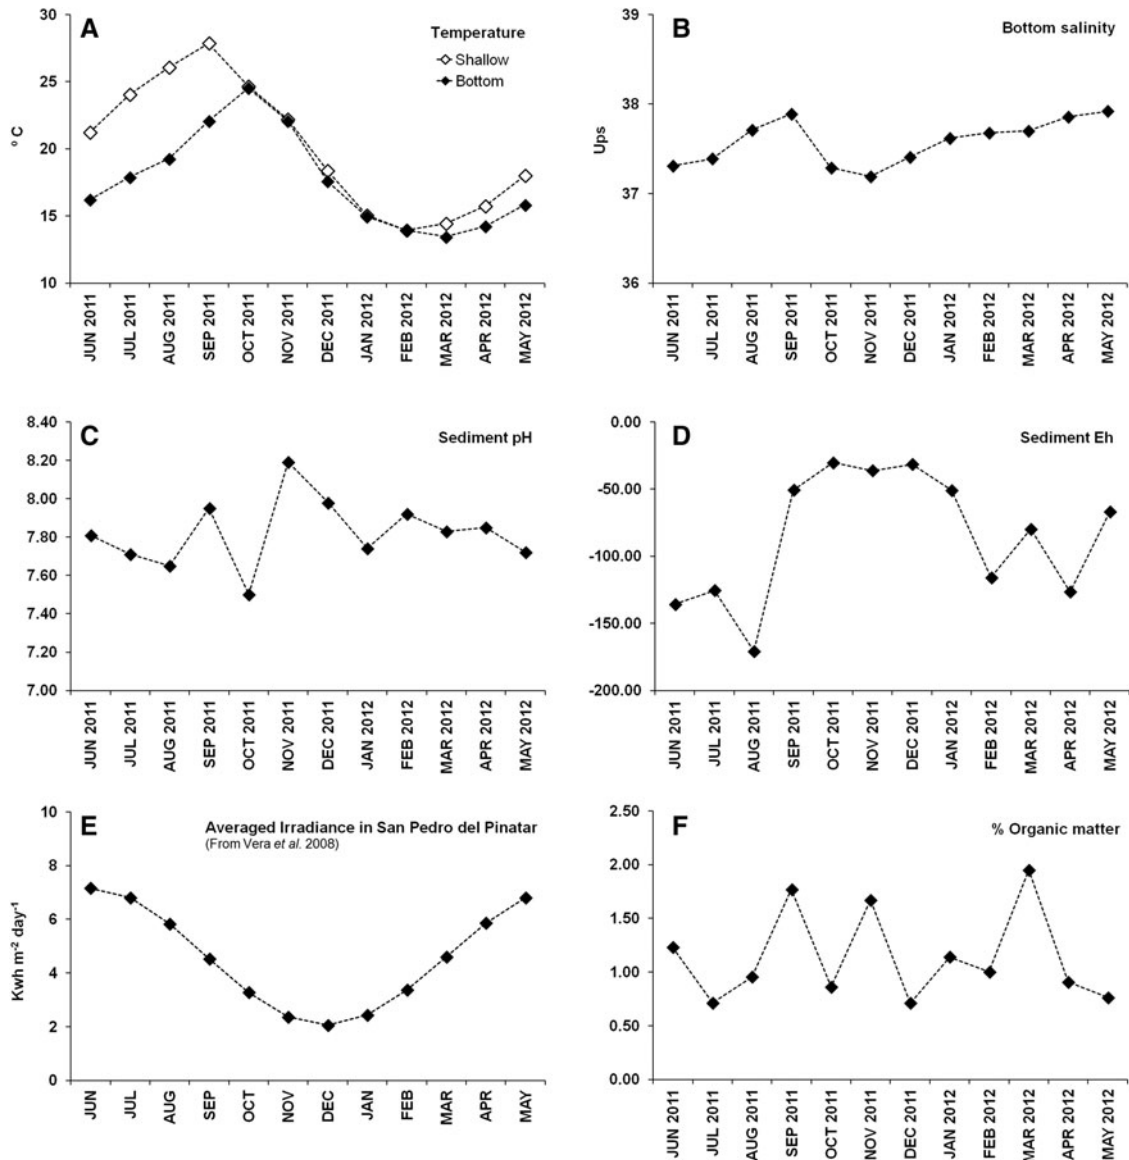 A
Temperature
Shallow
Bottom
º C
30
25
20
15
10
JUN 2011
JUL 2011
AUG 2011
SEP 2011
OCT 2011
NOV 2011
DEC 2011
JAN 2012
FEB 2012
MAR 2012
APR 2012
MAY 2012
B
Bottom salinity
Ups
39
38
37
36
JUN 2011
JUL 2011
AUG 2011
SEP 2011
OCT 2011
NOV 2011
DEC 2011
JAN 2012
FEB 2012
MAR 2012
APR 2012
MAY 2012
C
Sediment pH
8.40
8.20
8.00
7.80
7.60
7.40
7.20
7.00
JUN 2011
JUL 2011
AUG 2011
SEP 2011
OCT 2011
NOV 2011
DEC 2011
JAN 2012
FEB 2012
MAR 2012
APR 2012
MAY 2012
D
Sediment Eh
0.00
-50.00
-100.00
-150.00
-200.00
JUN 2011
JUL 2011
AUG 2011
SEP 2011
OCT 2011
NOV 2011
DEC 2011
JAN 2012
FEB 2012
MAR 2012
APR 2012
MAY 2012
E
Averaged Irradiance in San Pedro del Pinatar
(From Vera et al. 2008)
Kwh m⁻² day⁻¹
10
8
6
4
2
0
JUN
JUL
AUG
SEP
OCT
NOV
DEC
JAN
FEB
MAR
APR
MAY
F
% Organic matter
2.50
2.00
1.50
1.00
0.50
0.00
JUN 2011
JUL 2011
AUG 2011
SEP 2011
OCT 2011
NOV 2011
DEC 2011
JAN 2012
FEB 2012
MAR 2012
APR 2012
MAY 2012